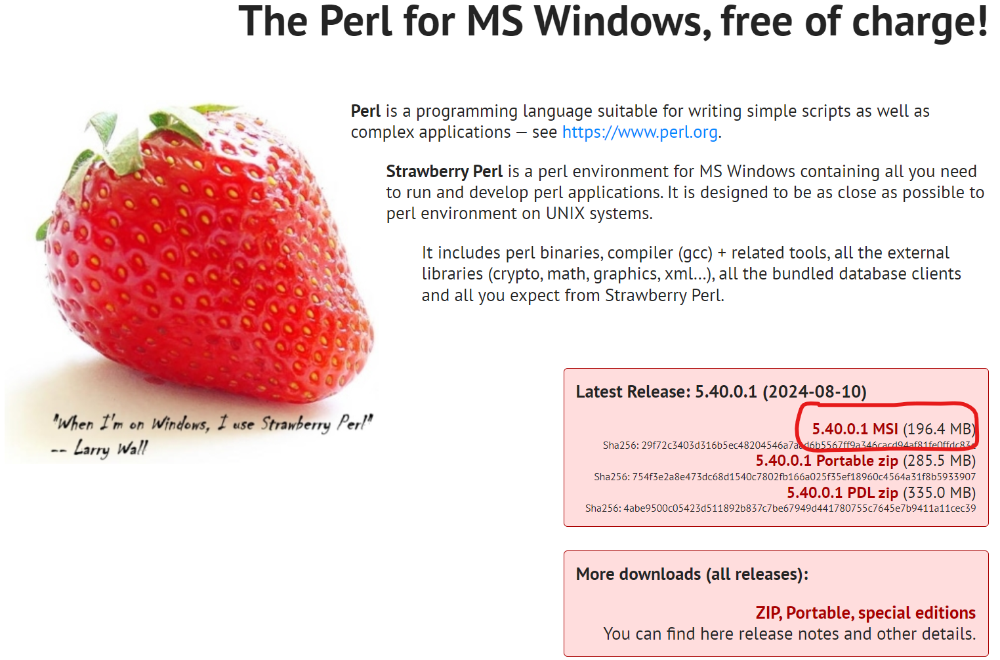 The Perl for MS Windows, free of charge!
Perl is a programming language suitable for writing simple scripts as well as
complex applications — see https://www.perl.org.
Strawberry Perl is a perl environment for MS Windows containing all you need
to run and develop perl applications. It is designed to be as close as possible to
perl environment on UNIX systems.
It includes perl binaries, compiler (gcc) + related tools, all the external
libraries (crypto, math, graphics, xml...), all the bundled database clients
and all you expect from Strawberry Perl.
"When I'm on Windows, I use Strawberry Perl"
-- Larry Wall
Latest Release: 5.40.0.1 (2024-08-10)
5.40.0.1 MSI (196.4 MB)
Sha256:
5.40.0.1 Portable zip (285.5 MB)
Sha256: 754f3e2a8e473dc68d1540c7802fb166a025f35ef18960c4564a31f8b5933907
5.40.0.1 PDL zip (335.0 MB)
Sha256: 4abe9500c05423d511892b837c7be67949d441780755c7645e7b9411a11cec39
More downloads (all releases):
ZIP, Portable, special editions
You can find here release notes and other details.